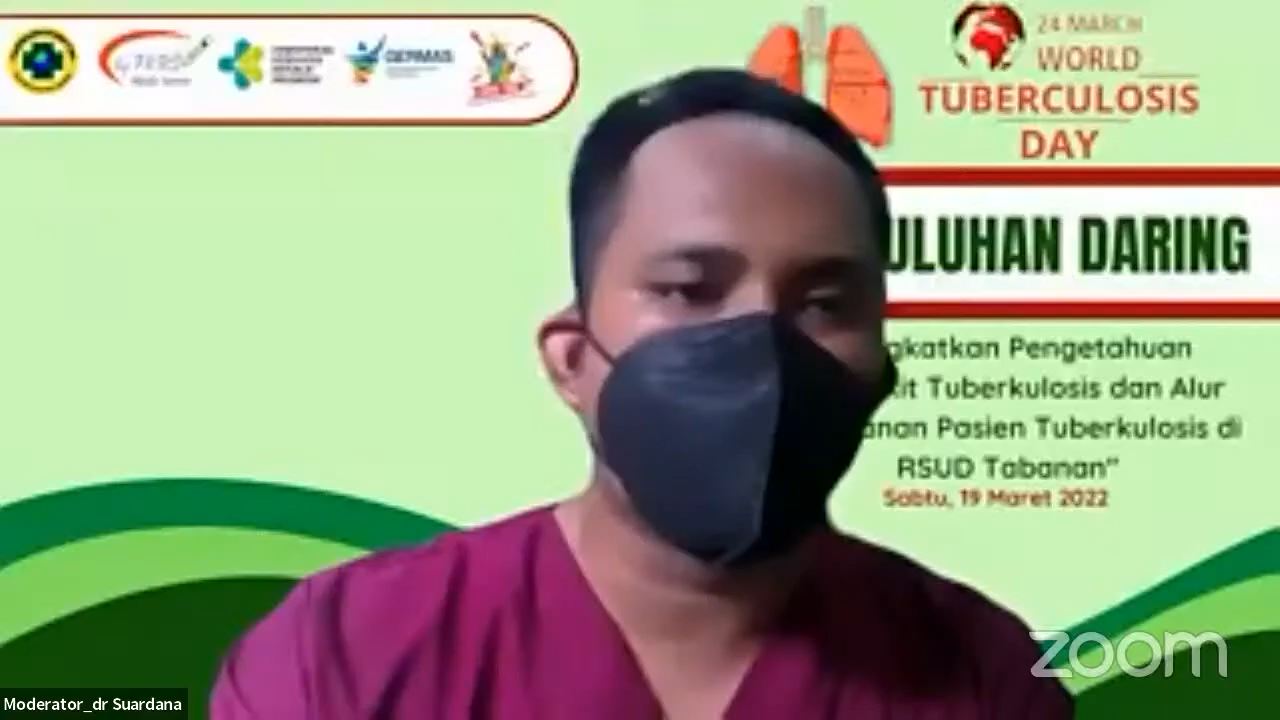 GERMAS
24 MARCH
WORLD
TUBERCULOSIS
DAY
ULUHAN DARING
gkatkan Pengetahuan
it Tuberkulosis dan Alur
anan Pasien Tuberkulosis di
RSUD Tabanan"
Sabtu, 19 Maret 2022
zoom
Moderator_dr Suardana